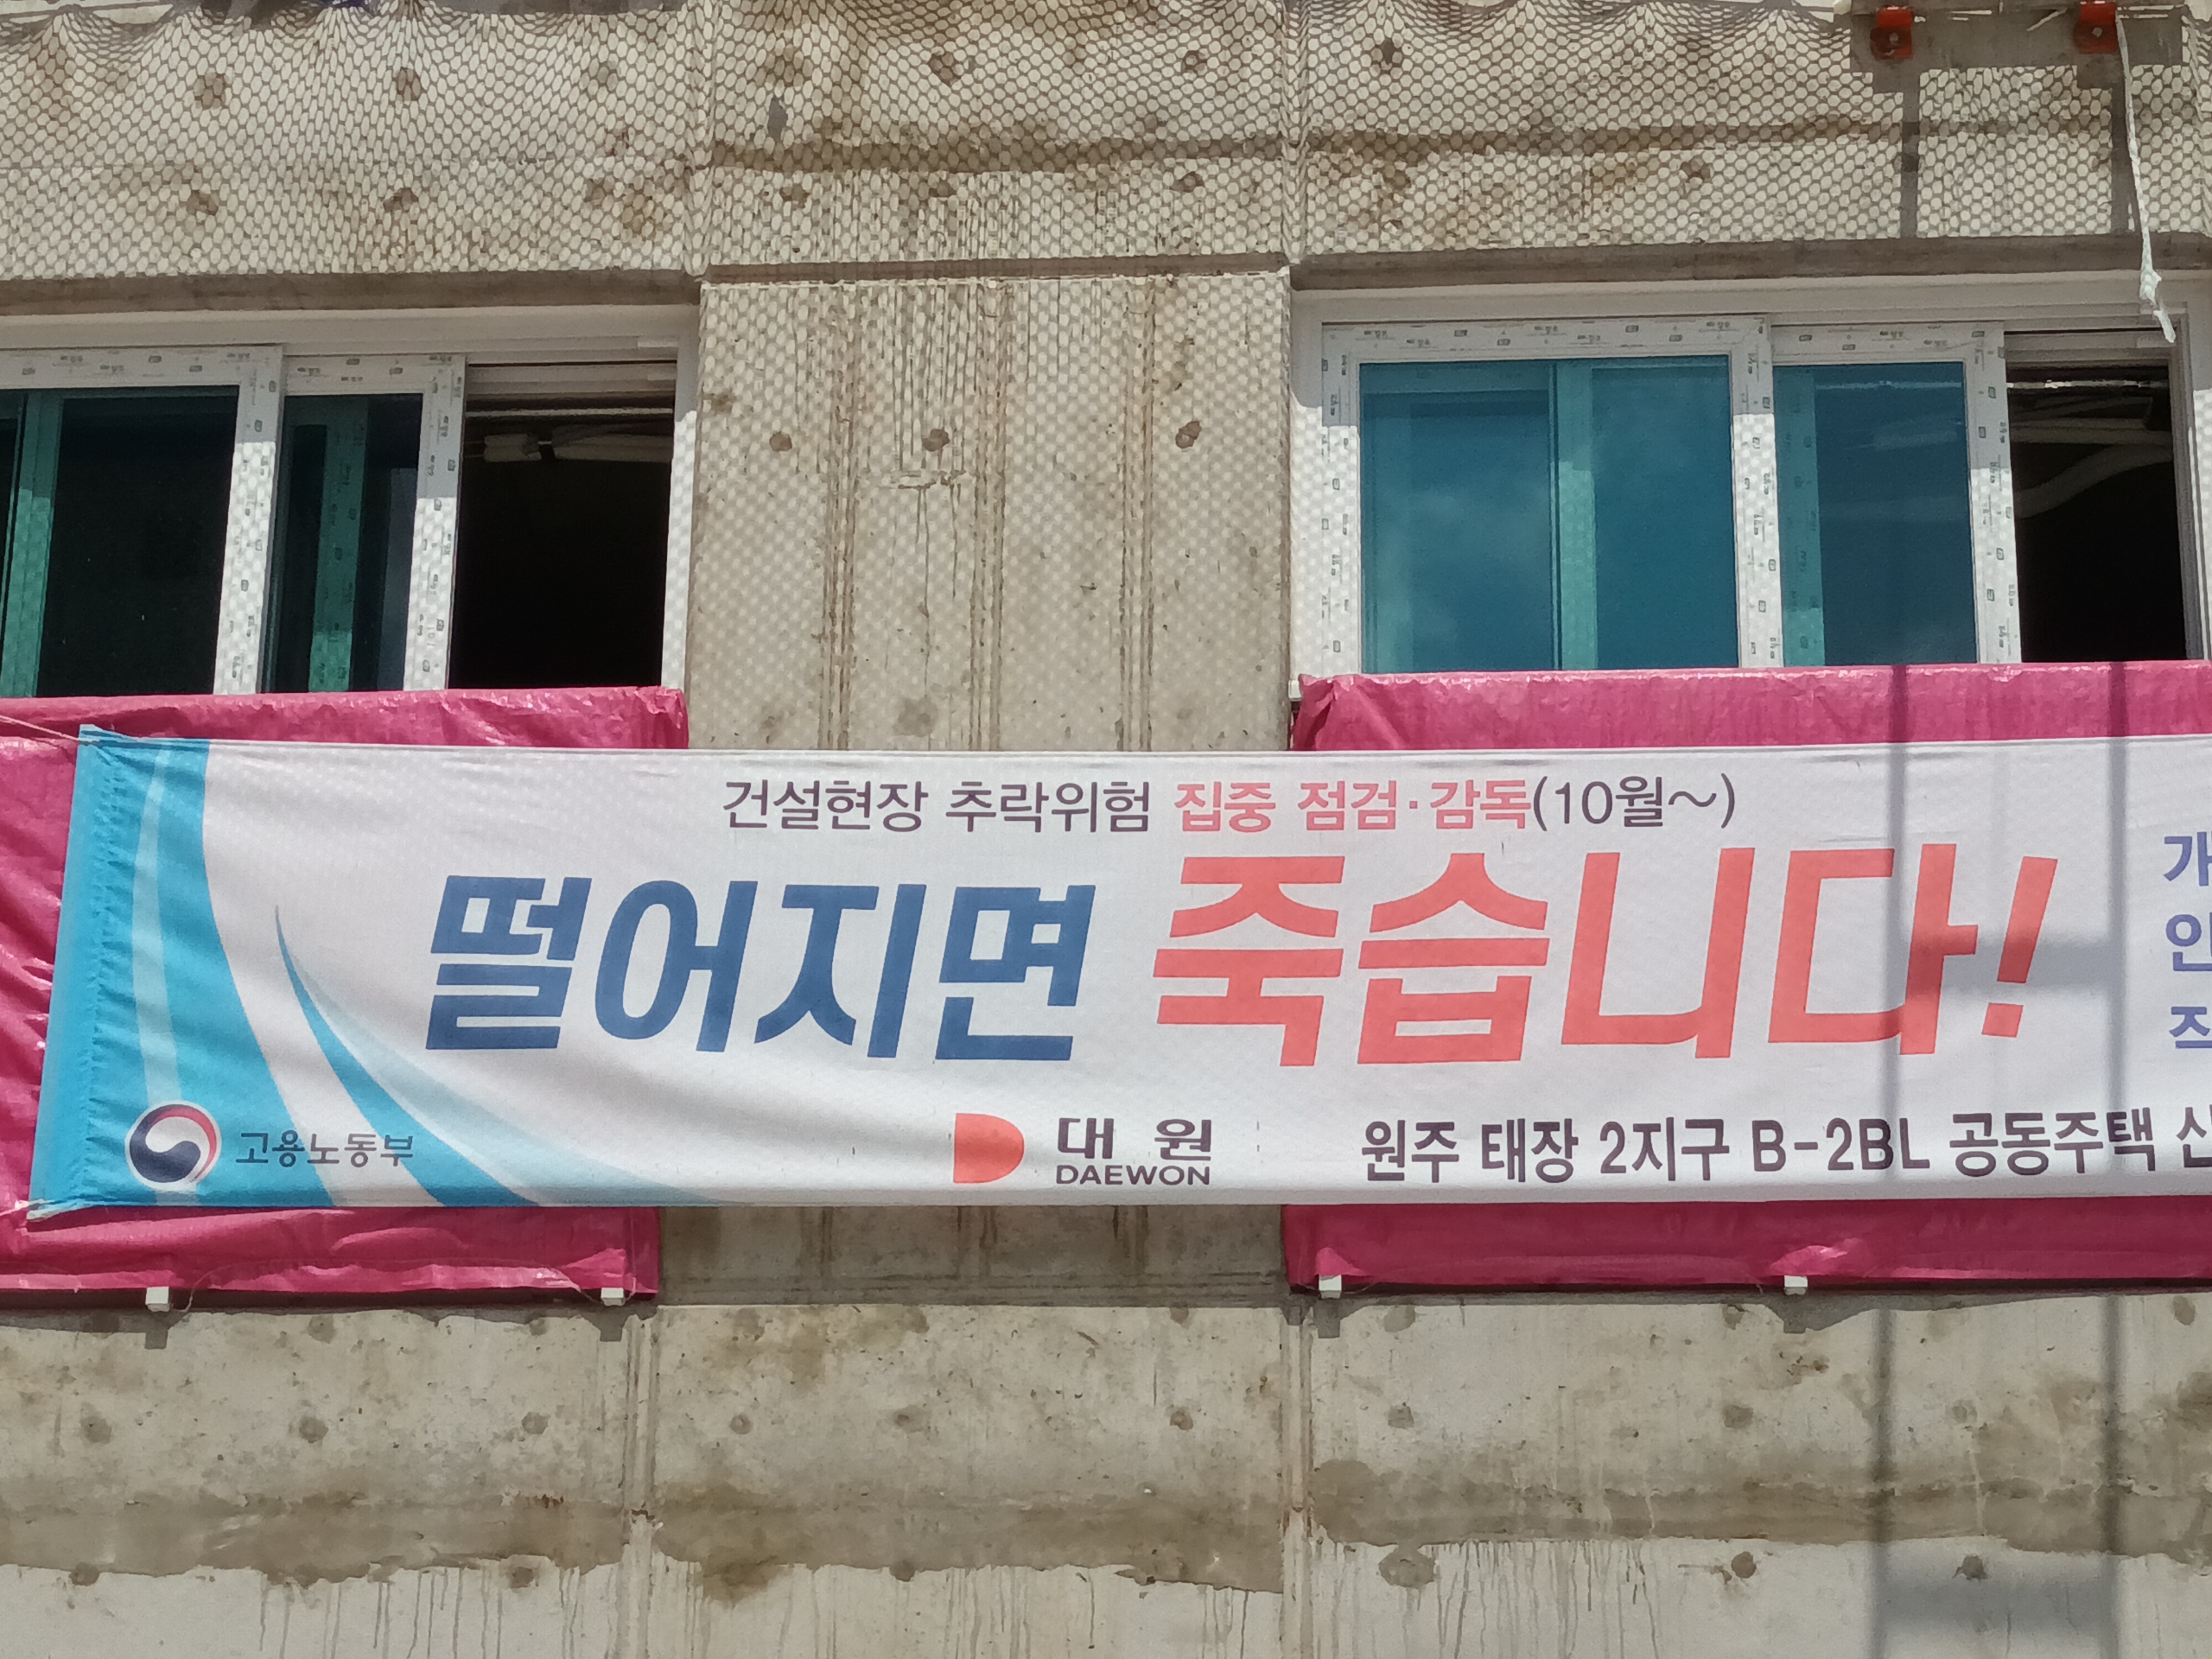 건설현장 추락위험 집중 점검·감독(10월~)
떨어지면 죽습니다!
고용노동부
대원
DAEWON
원주 태장 2지구 B-2BL 공동주택